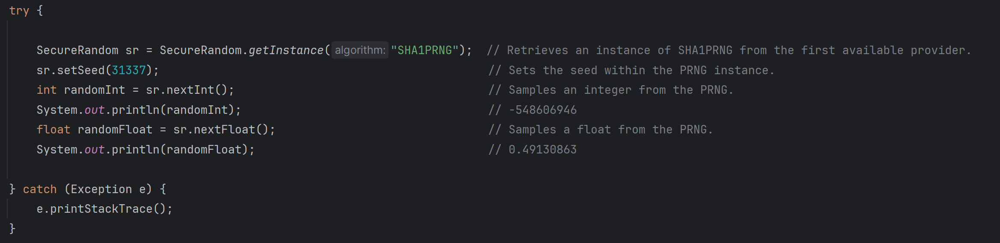 try {
SecureRandom sr = SecureRandom.getInstance( algorithm: "SHA1PRNG");  // Retrieves an instance of SHA1PRNG from the first available provider.
sr.setSeed(31337);  // Sets the seed within the PRNG instance.
int randomInt = sr.nextInt();  // Samples an integer from the PRNG.
System.out.println(randomInt);  // -548606946
float randomFloat = sr.nextFloat();  // Samples a float from the PRNG.
System.out.println(randomFloat);  // 0.49130863
} catch (Exception e) {
e.printStackTrace();
}